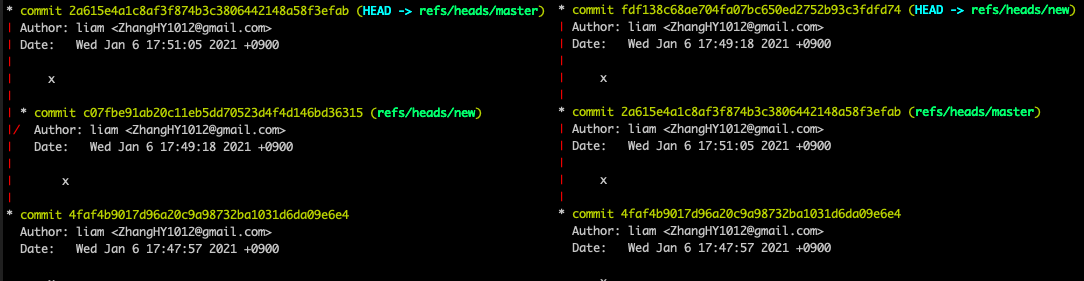 * commit 2a615e4a1c8af3f874b3c3806442148a58f3efab (HEAD -> refs/heads/master)
| Author: liam <ZhangHY1012@gmail.com>
| Date:   Wed Jan 6 17:51:05 2021 +0900
|
|     x
|
| * commit c07fbe91ab20c11eb5dd70523d4f4d146bd36315 (refs/heads/new)
|/  Author: liam <ZhangHY1012@gmail.com>
|   Date:   Wed Jan 6 17:49:18 2021 +0900
|
|       x
|
* commit 4faf4b9017d96a20c9a98732ba1031d6da09e6e4
Author: liam <ZhangHY1012@gmail.com>
Date:   Wed Jan 6 17:47:57 2021 +0900
x
* commit fdf138c68ae704fa07bc650ed2752b93c3fdfd74 (HEAD -> refs/heads/new)
| Author: liam <ZhangHY1012@gmail.com>
| Date:   Wed Jan 6 17:49:18 2021 +0900
|
|     x
|
* commit 2a615e4a1c8af3f874b3c3806442148a58f3efab (refs/heads/master)
| Author: liam <ZhangHY1012@gmail.com>
| Date:   Wed Jan 6 17:51:05 2021 +0900
|
|     x
|
* commit 4faf4b9017d96a20c9a98732ba1031d6da09e6e4
Author: liam <ZhangHY1012@gmail.com>
Date:   Wed Jan 6 17:47:57 2021 +0900
x